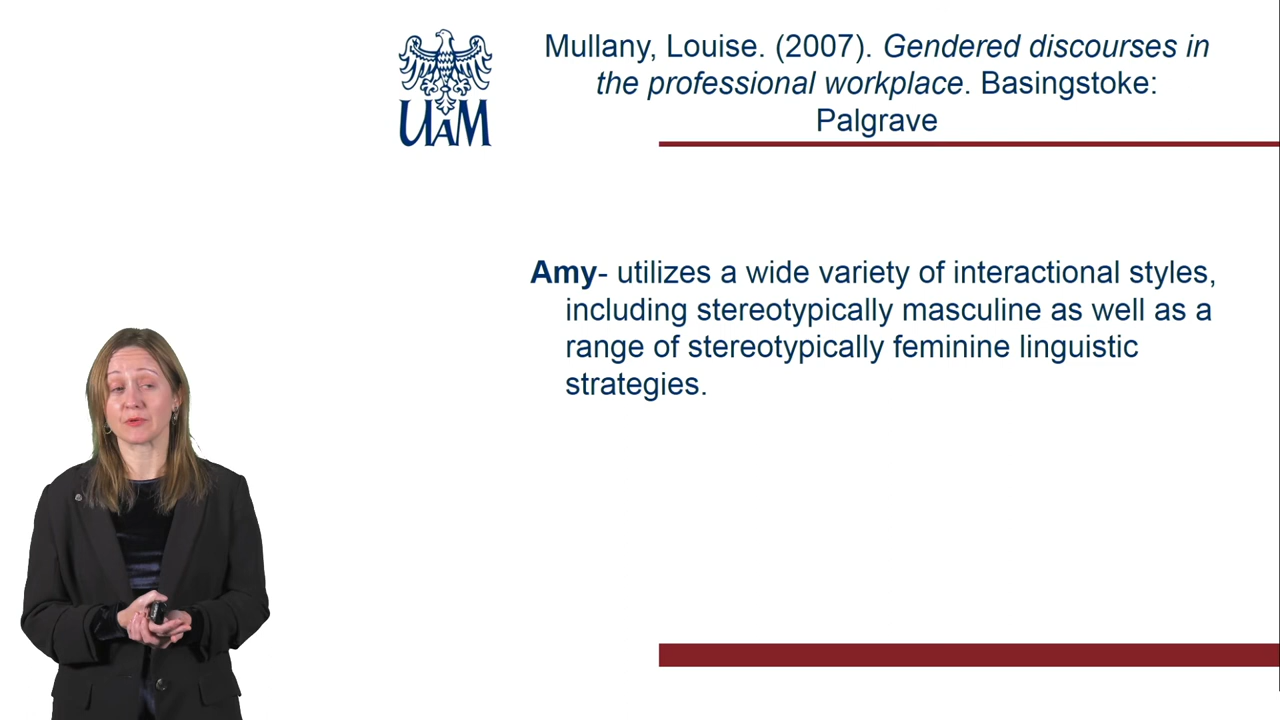 UAM
Mullany, Louise. (2007). Gendered discourses in
the professional workplace. Basingstoke:
Palgrave
Amy- utilizes a wide variety of interactional styles,
including stereotypically masculine as well as a
range of stereotypically feminine linguistic
strategies.